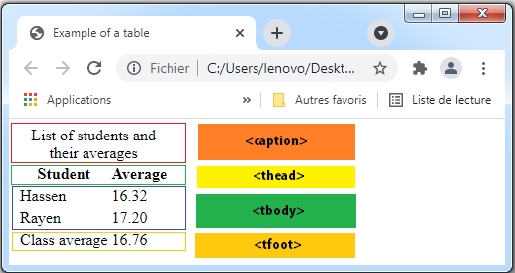 Example of a table
Fichier C:/Users/lenovo/Deskt...
Applications » Autres favoris Liste de lecture
List of students and
their averages
<caption>
Student Average
<thead>
Hassen 16.32
Rayen 17.20
<tbody>
Class average 16.76
<tfoot>